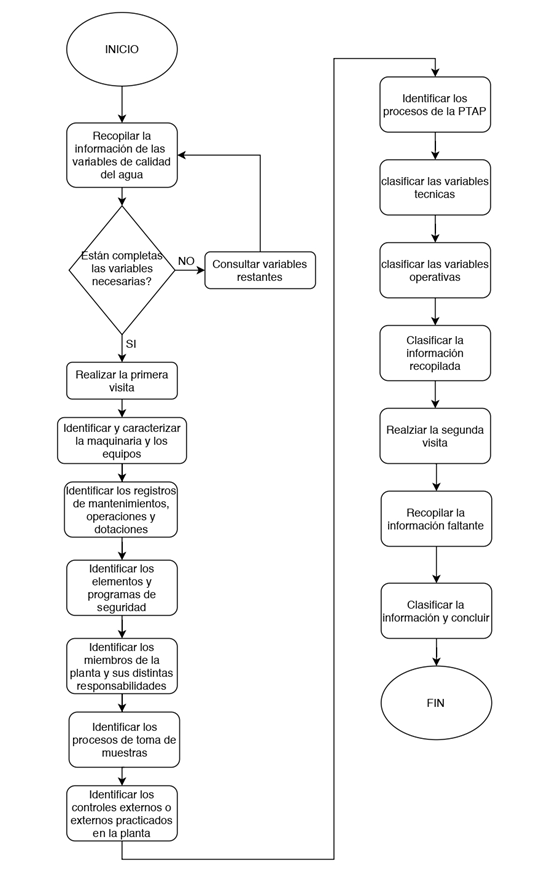 INICIO
Recopilar la
información de las
variables de calidad
del agua
Están completas
las variables
necesarias?
NO
Consultar variables
restantes
SI
Realizar la primera
visita
Identificar y caracterizar
la maquinaria y los
equipos
Identificar los registros
de mantenimientos,
operaciones y
dotaciones
Identificar los
elementos y
programas de
seguridad
Identificar los
miembros de la
planta y sus distintas
responsabilidades
Identificar los
procesos de toma de
muestras
Identificar los
controles externos o
externos practicados
en la planta
Identificar los
procesos de la PTAP
clasificar las variables
tecnicas
clasificar las variables
operativas
Clasificar la
información
recopilada
Realziar la segunda
visita
Recopilar la
información faltante
Clasificar la
información y concluir
FIN